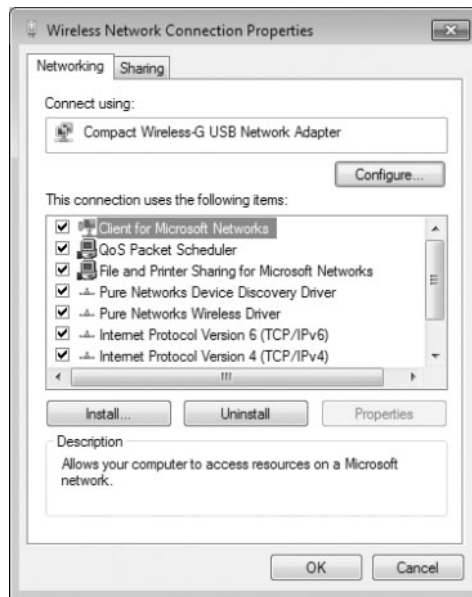 Wireless Network Connection Properties
Networking
Sharing
Connect using:
Compact Wireless-G USB Network Adapter
Configure...
This connection uses the following items:
Client for Microsoft Networks
QoS Packet Scheduler
File and Printer Sharing for Microsoft Networks
Pure Networks Device Discovery Driver
Pure Networks Wireless Driver
Internet Protocol Version 6 (TCP/IPv6)
Internet Protocol Version 4 (TCP/IPv4)
Install...
Uninstall
Properties
Description
Allows your computer to access resources on a Microsoft
network.
OK
Cancel